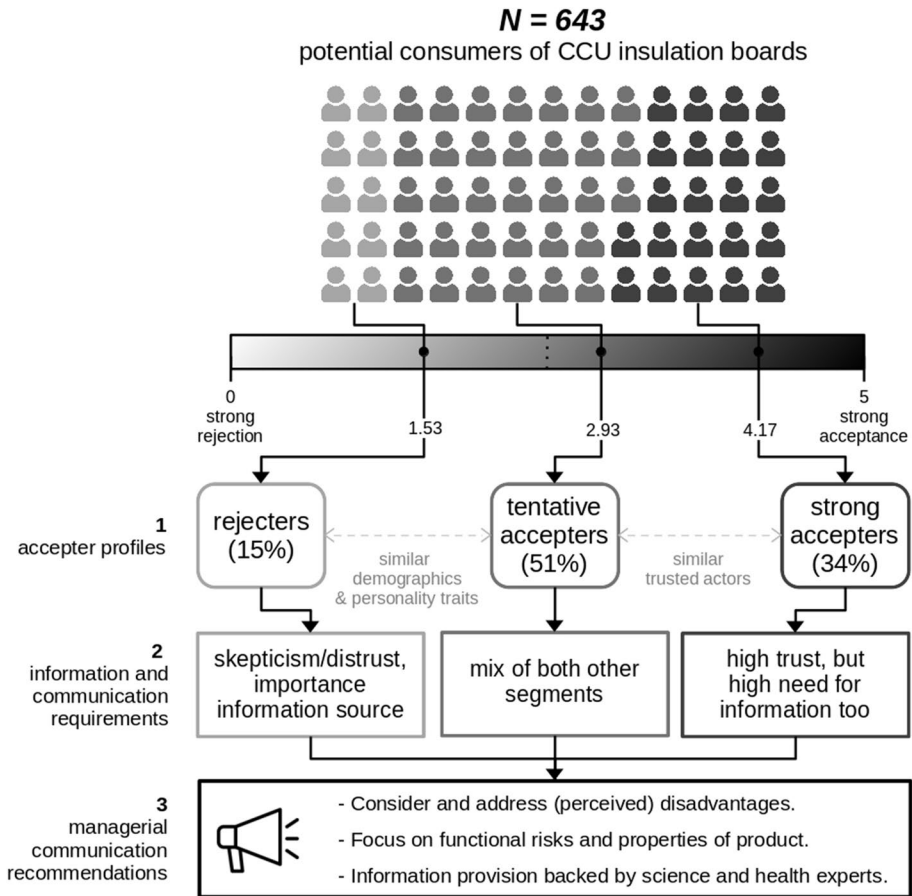 N = 643
potential consumers of CCU insulation boards
0
strong
rejection
1.53
2.93
4.17
5
strong
acceptance
1
accepter profiles
rejecters
(15%)
similar
demographics
& personality traits
tentative
accepters
(51%)
similar
trusted actors
strong
accepters
(34%)
2
information and
communication
requirements
skepticism/distrust,
importance
information source
mix of both other
segments
high trust, but
high need for
information too
3
managerial
communication
recommendations
- Consider and address (perceived) disadvantages.
- Focus on functional risks and properties of product.
- Information provision backed by science and health experts.